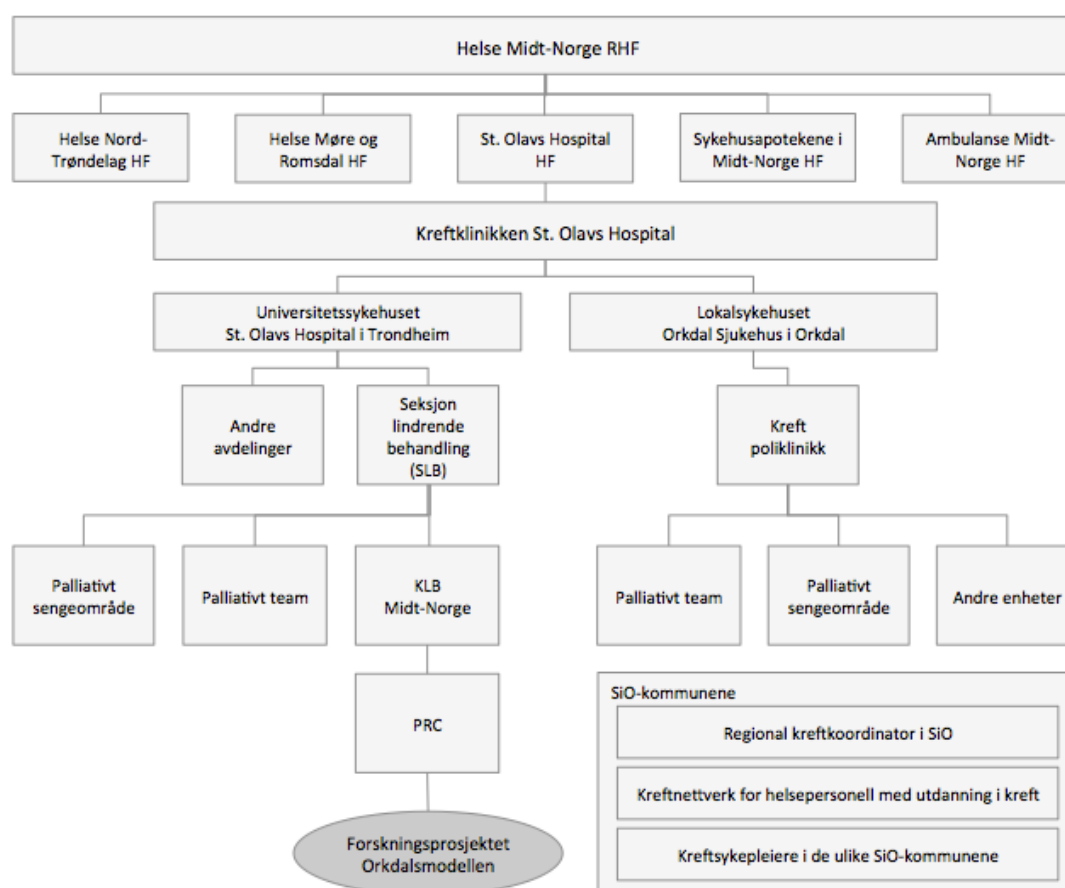 Helse Midt-Norge RHF
Helse Nord-
Trøndelag HF
Helse Møre og
Romsdal HF
St. Olavs Hospital
HF
Sykehusapotekene i
Midt-Norge HF
Ambulanse Midt-
Norge HF
Kreftklinikken St. Olavs Hospital
Universitetssykehuset
St. Olavs Hospital i Trondheim
Lokalsykehuset
Orkdal Sjukehus i Orkdal
Andre
avdelinger
Seksjon
lindrende
behandling
(SLB)
Kreft
poliklinikk
Palliativt
sengeområde
Palliativt team
KLB
Midt-Norge
Palliativt team
Palliativt
sengeområde
Andre enheter
PRC
Forskningsprosjektet
Orkdalsmodellen
SiO-kommunene
Regional kreftkoordinator i SiO
Kreftnettverk for helsepersonell med utdanning i kreft
Kreftsykepleiere i de ulike SiO-kommunene